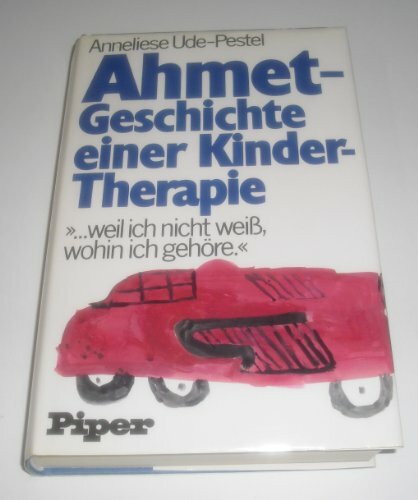 Anneliese Ude-Pestel
Ahmet-
Geschichte
einer Kinder-
Therapie
»...weil ich nicht weiß,
wohin ich gehöre.«
Piper